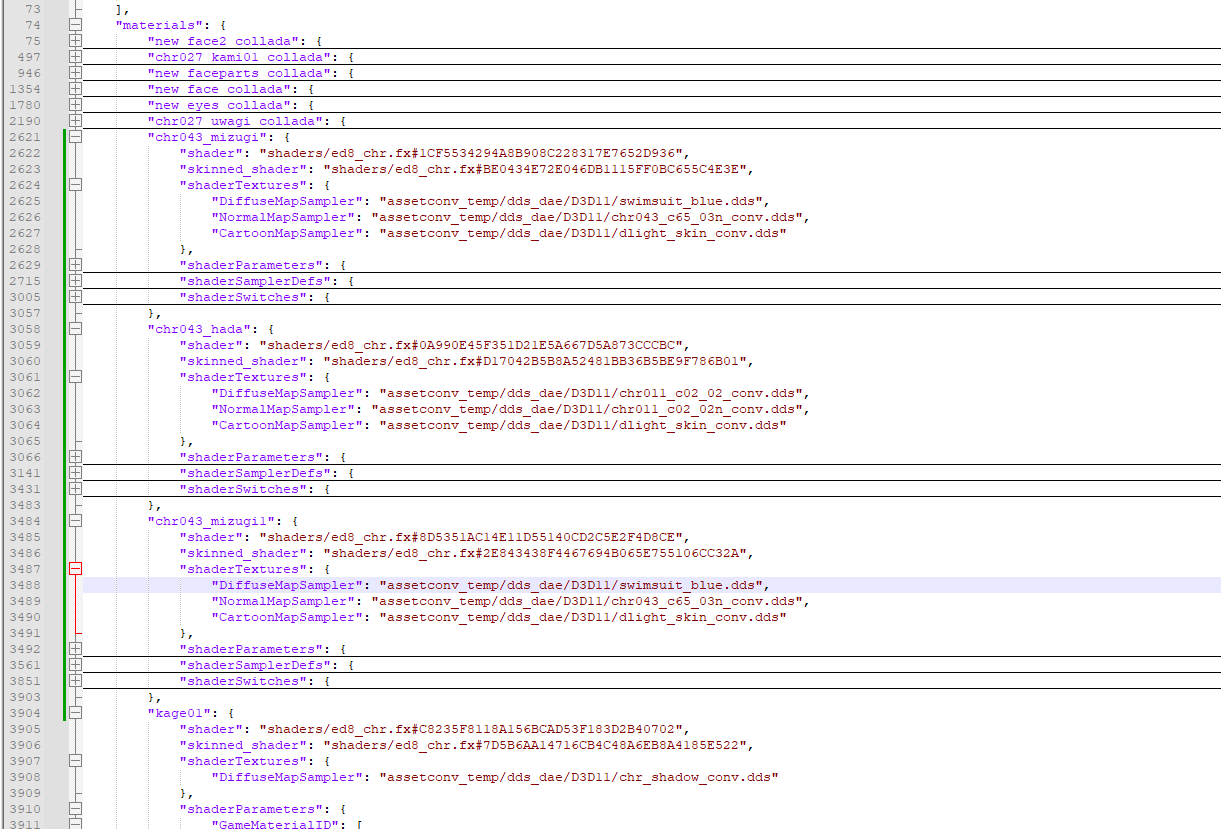 73 ],
74 "materials": {
75 "new face2 collada": {
497 "chr027 kami01 collada": {
946 "new faceparts collada": {
1354 "new face collada": {
1780 "new eyes collada": {
2190 "chr027 uwagi collada": {
2621 "chr043_mizugi": {
2622 "shader": "shaders/ed8_chr.fx#1CF5534294A8B908C228317E7652D936",
2623 "skinned_shader": "shaders/ed8_chr.fx#BE0434E72E046DB1115FF0BC655C4E3E",
2624 "shaderTextures": {
2625 "DiffuseMapSampler": "assetconv_temp/dds_dae/D3D11/swimsuit_blue.dds",
2626 "NormalMapSampler": "assetconv_temp/dds_dae/D3D11/chr043_c65_03n_conv.dds",
2627 "CartoonMapSampler": "assetconv_temp/dds_dae/D3D11/dlight_skin_conv.dds"
2628 },
2629 "shaderParameters": {
2715 "shaderSamplerDefs": {
3005 "shaderSwitches": {
3057 },
3058 "chr043_hada": {
3059 "shader": "shaders/ed8_chr.fx#0A990E45F351D21E5A667D5A873CCCBC",
3060 "skinned_shader": "shaders/ed8_chr.fx#D17042B5B8A52481BB36B5BE9F786B01",
3061 "shaderTextures": {
3062 "DiffuseMapSampler": "assetconv_temp/dds_dae/D3D11/chr011_c02_02_conv.dds",
3063 "NormalMapSampler": "assetconv_temp/dds_dae/D3D11/chr011_c02_02n_conv.dds",
3064 "CartoonMapSampler": "assetconv_temp/dds_dae/D3D11/dlight_skin_conv.dds"
3065 },
3066 "shaderParameters": {
3141 "shaderSamplerDefs": {
3431 "shaderSwitches": {
3483 },
3484 "chr043_mizugi1": {
3485 "shader": "shaders/ed8_chr.fx#8D5351AC14E11D55140CD2C5E2F4D8CE",
3486 "skinned_shader": "shaders/ed8_chr.fx#2E843438F4467694B065E755106CC32A",
3487 "shaderTextures": {
3488 "DiffuseMapSampler": "assetconv_temp/dds_dae/D3D11/swimsuit_blue.dds",
3489 "NormalMapSampler": "assetconv_temp/dds_dae/D3D11/chr043_c65_03n_conv.dds",
3490 "CartoonMapSampler": "assetconv_temp/dds_dae/D3D11/dlight_skin_conv.dds"
3491 },
3492 "shaderParameters": {
3561 "shaderSamplerDefs": {
3851 "shaderSwitches": {
3903 },
3904 "kage01": {
3905 "shader": "shaders/ed8_chr.fx#C8235F8118A156BCAD53F183D2B40702",
3906 "skinned_shader": "shaders/ed8_chr.fx#7D5B6AA14716CB4C48A6EB8A4185E522",
3907 "shaderTextures": {
3908 "DiffuseMapSampler": "assetconv_temp/dds_dae/D3D11/chr_shadow_conv.dds"
3909 },
3910 "shaderParameters": {
3911 "GameMaterialID": [